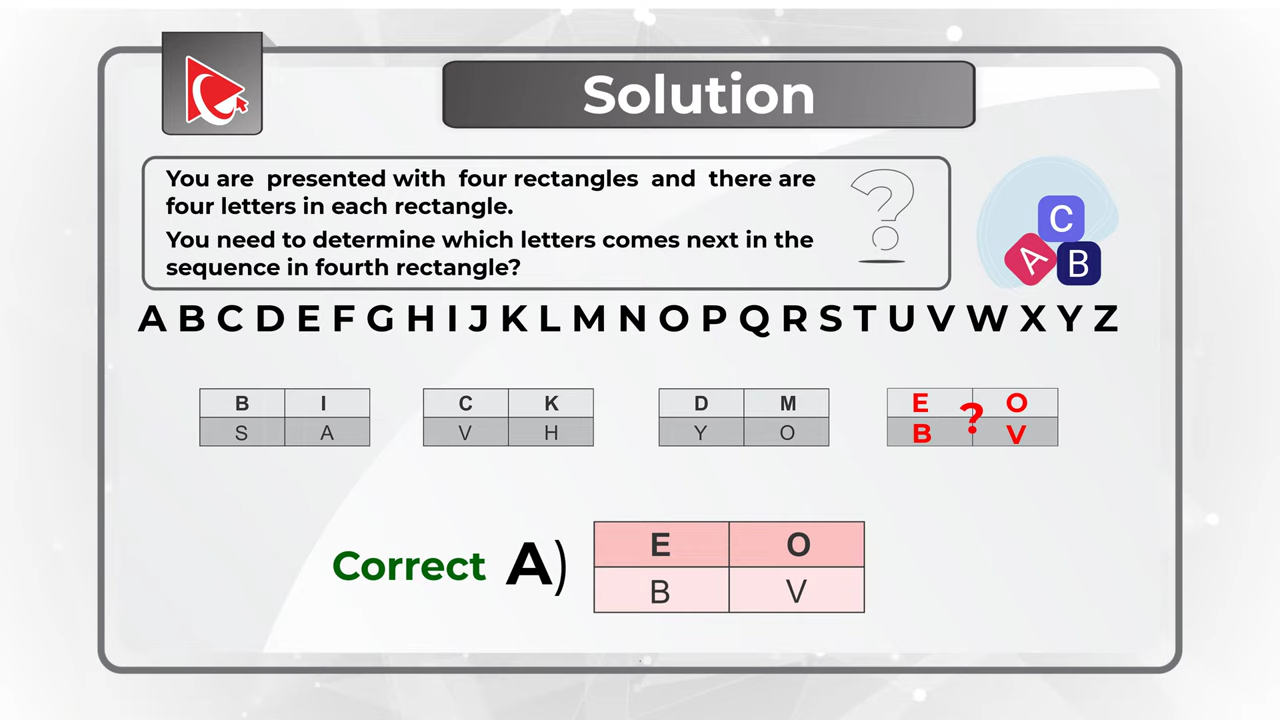 Solution
You are presented with four rectangles and there are
four letters in each rectangle.
You need to determine which letters comes next in the
sequence in fourth rectangle?
?
C
A B
A B C D E F G H I J K L M N O P Q R S T U V W X Y Z
B I C K D M E O
S A V H Y O B V
?
Correct A)
E O
B V